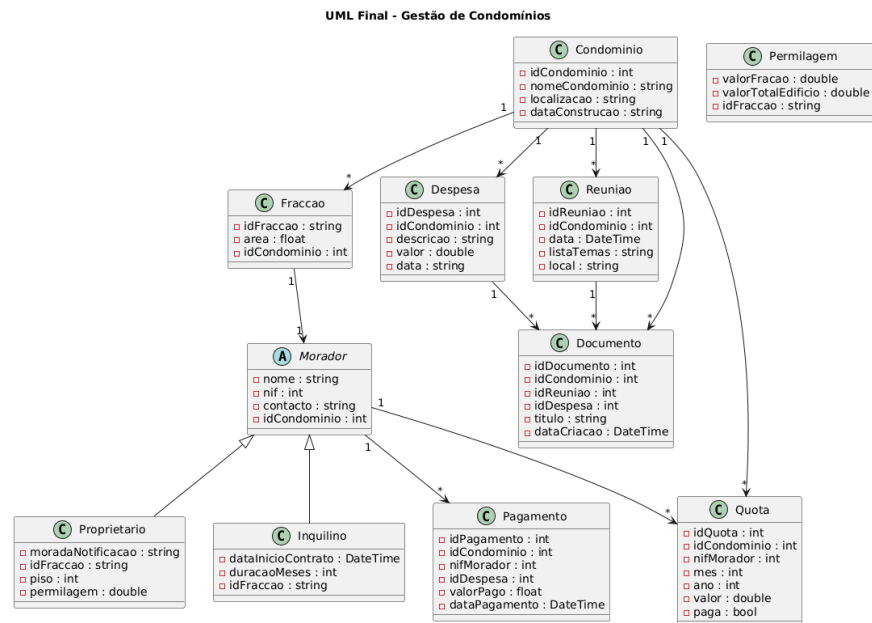 UML Final - Gestão de Condomínios
C Condominio
idCondominio : int
nomeCondominio : string
localizacao : string
dataConstrucao : string
C Permilagem
valorFracao : double
valorTotalEdificio : double
idFraccao : string
1
1
1
1
1
*
*
*
C Fraccao
idFraccao : string
area : float
idCondominio : int
C Despesa
idDespesa : int
idCondominio : int
descricao : string
valor : double
data : string
C Reuniao
idReuniao : int
idCondominio : int
data : DateTime
listaTemas : string
local : string
1
1
1
1
*
*
*
A Morador
nome : string
nif : int
contacto : string
idCondominio : int
C Documento
idDocumento : int
idCondominio : int
idReuniao : int
idDespesa : int
titulo : string
dataCriacao : DateTime
1
1
*
*
*
C Proprietario
moradaNotificacao : string
idFraccao : string
piso : int
permilagem : double
C Inquilino
dataInicioContrato : DateTime
duracaoMeses : int
idFraccao : string
C Pagamento
idPagamento : int
idCondominio : int
nifMorador : int
idDespesa : int
valorPago : float
dataPagamento : DateTime
C Quota
idQuota : int
idCondominio : int
nifMorador : int
mes : int
ano : int
valor : double
paga : bool